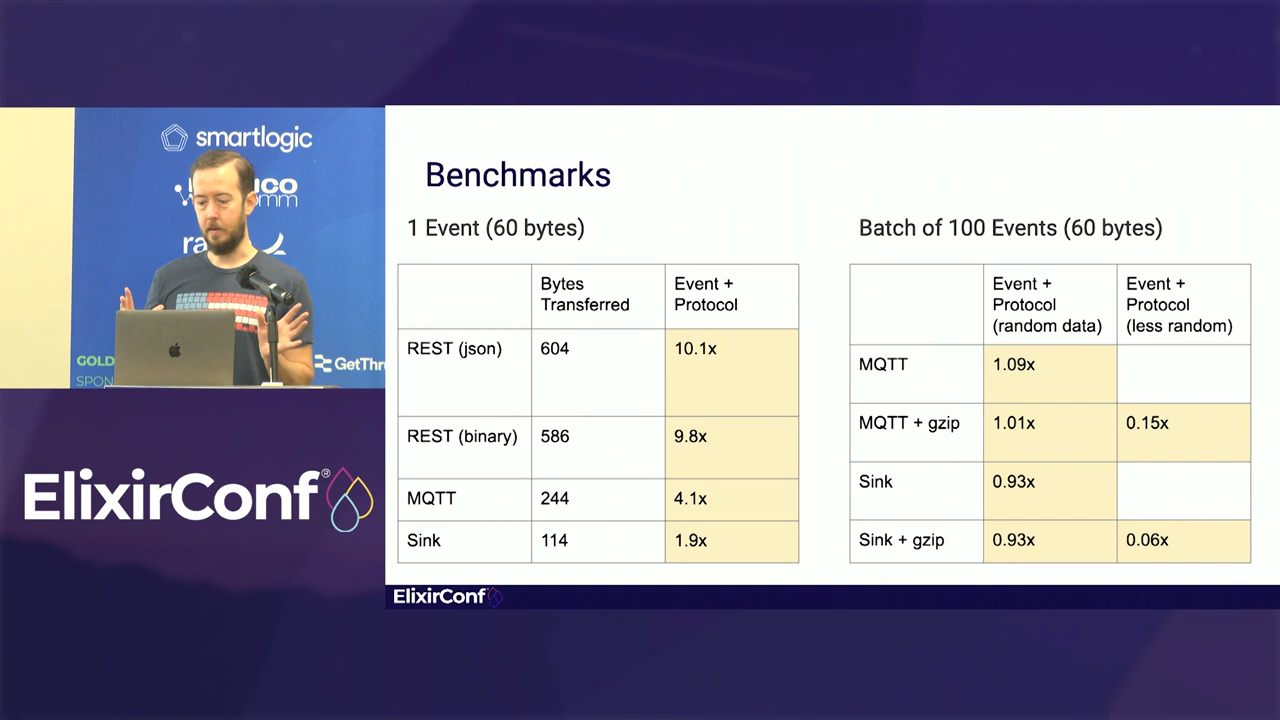 smartlogic
GOLD
SPON
GetThru
ElixirConf®
Benchmarks
1 Event (60 bytes)
Bytes
Transferred
Event +
Protocol
REST (json) 604 10.1x
REST (binary) 586 9.8x
MQTT 244 4.1x
Sink 114 1.9x
Batch of 100 Events (60 bytes)
Event +
Protocol
(random data)
Event +
Protocol
(less random)
MQTT 1.09x
MQTT + gzip 1.01x 0.15x
Sink 0.93x
Sink + gzip 0.93x 0.06x
ElixirConf